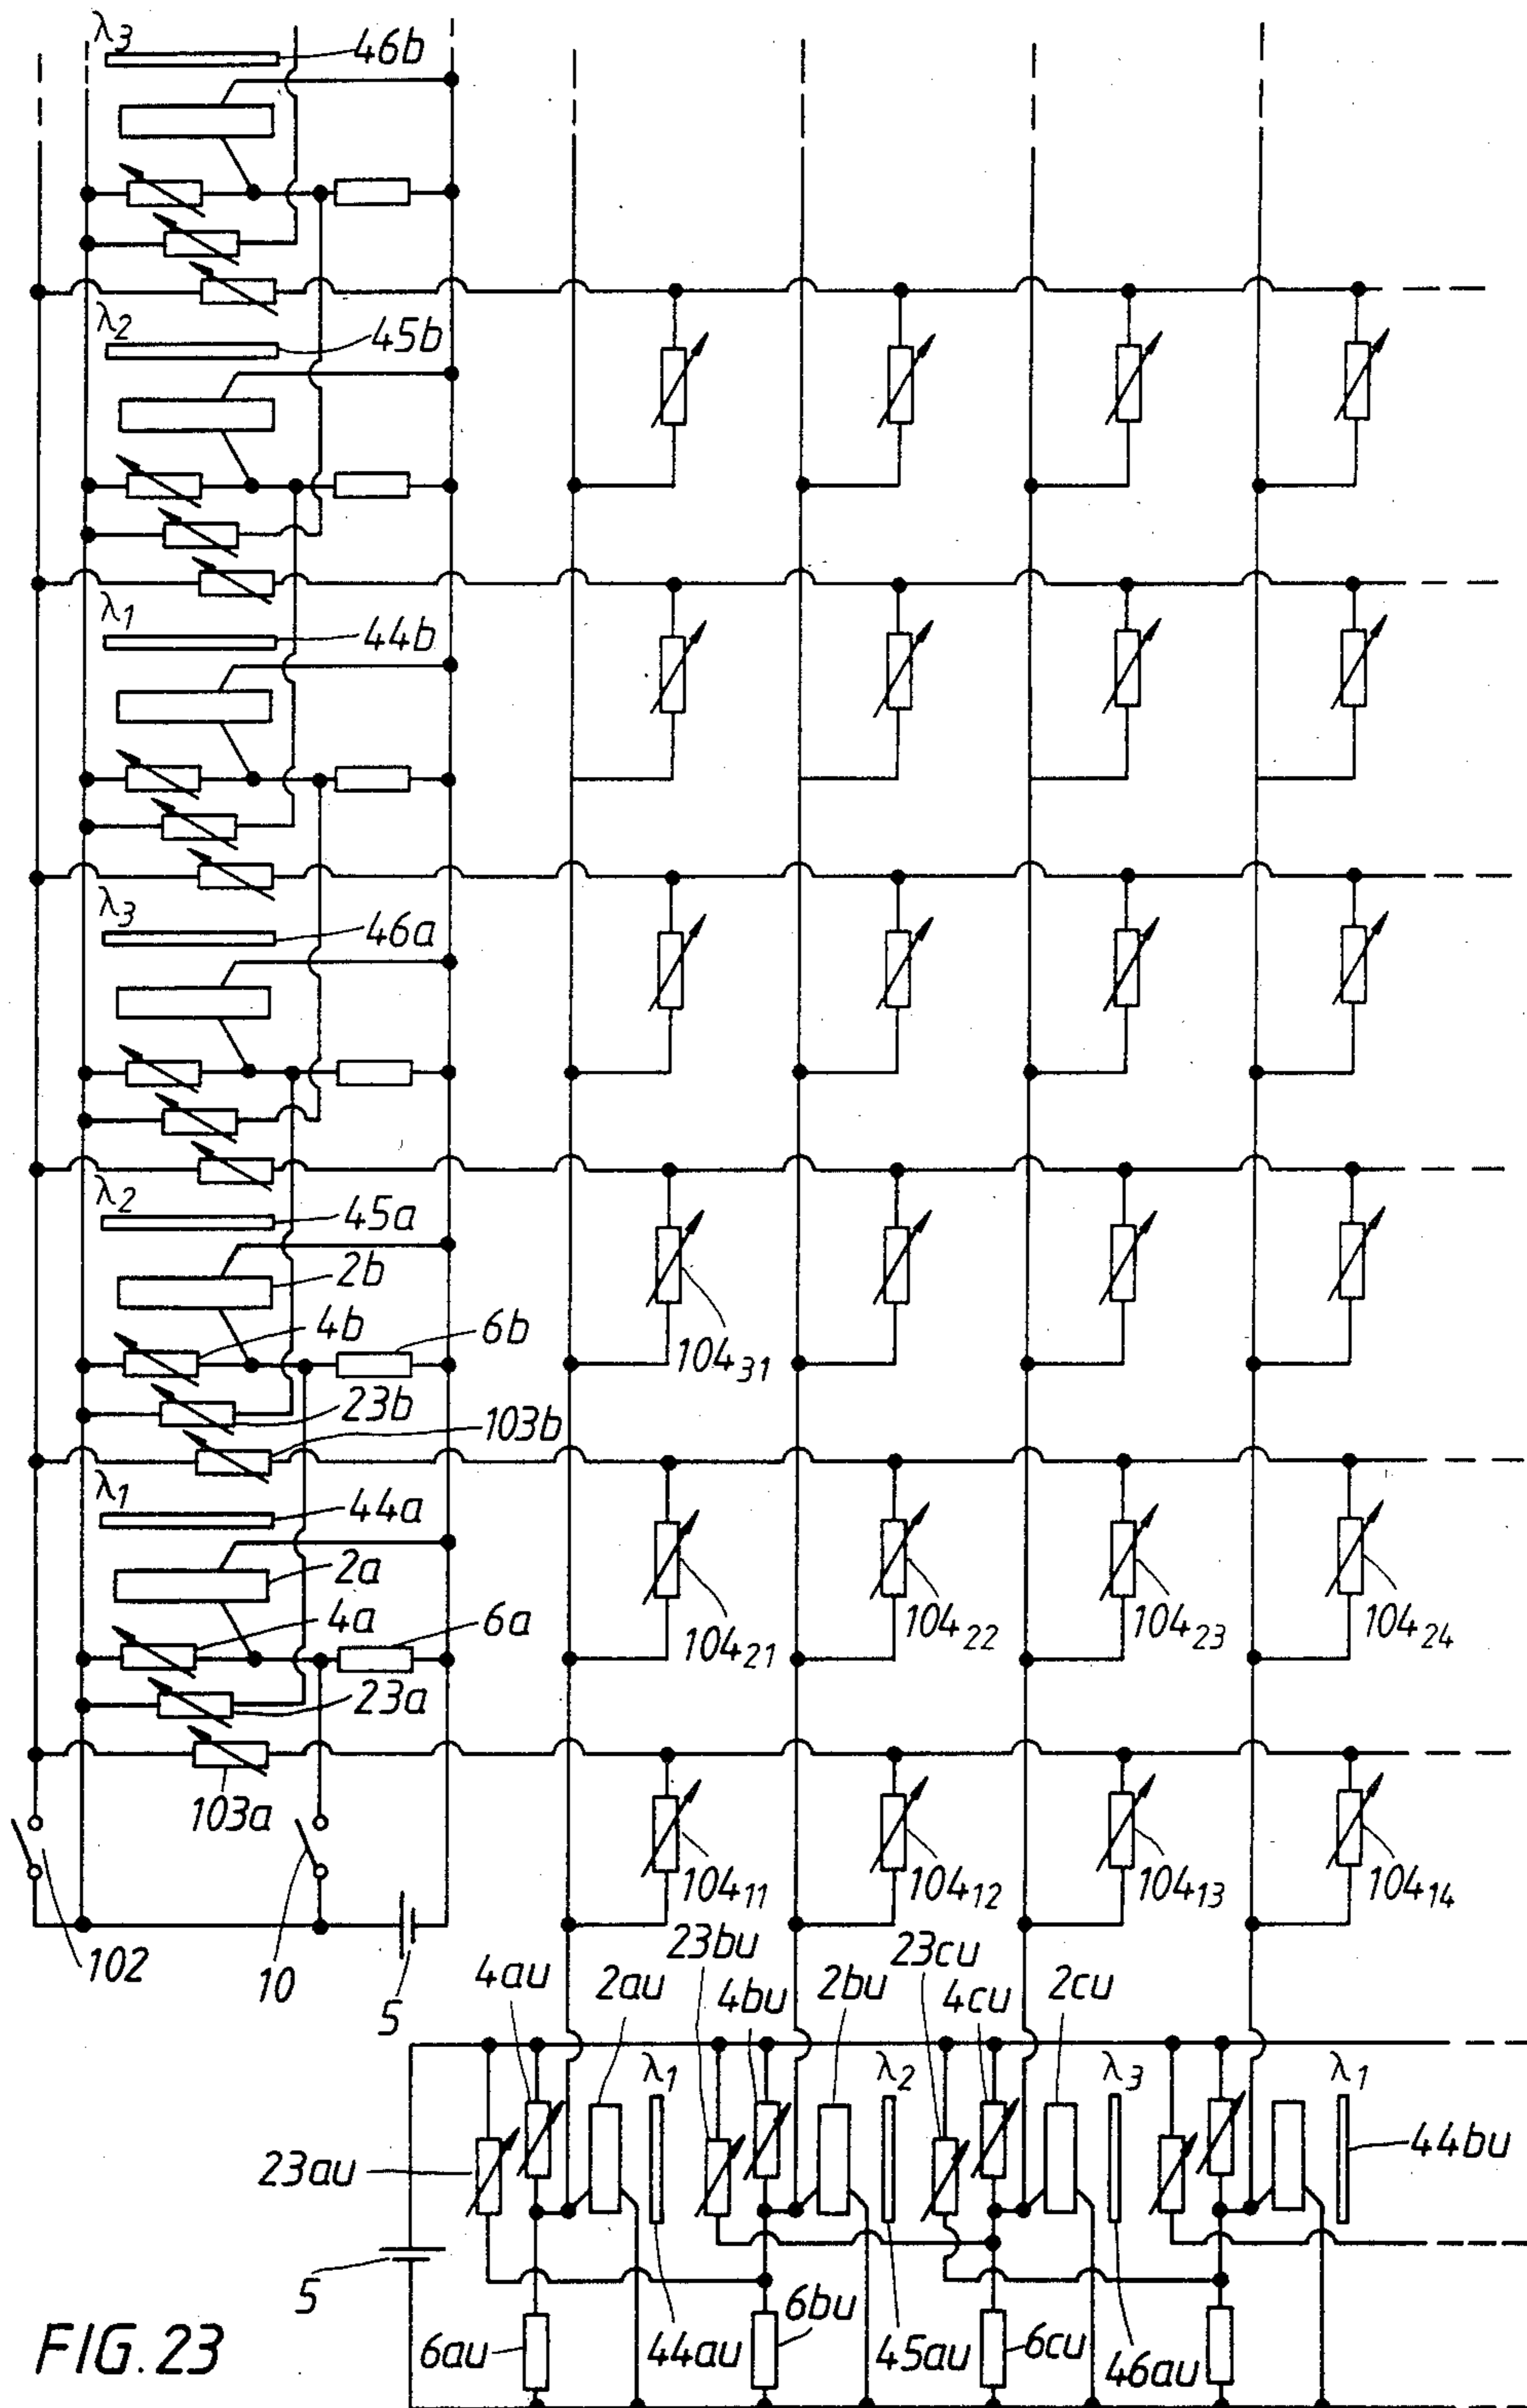 λ3
46b
λ2
45b
λ1
44b
λ3
46a
λ2
45a
2b
4b
6b
104 31
23b
103b
λ1
44a
2a
4a
6a
104 21
104 22
104 23
104 24
23a
103a
104 11
104 12
104 13
104 14
102
10
5
4au
23bu
2au
4bu
2bu
23cu
4cu
2cu
λ1
λ2
λ3
λ1
23au
44bu
5
6au
44au
6bu
45au
6cu
46au
FIG. 23